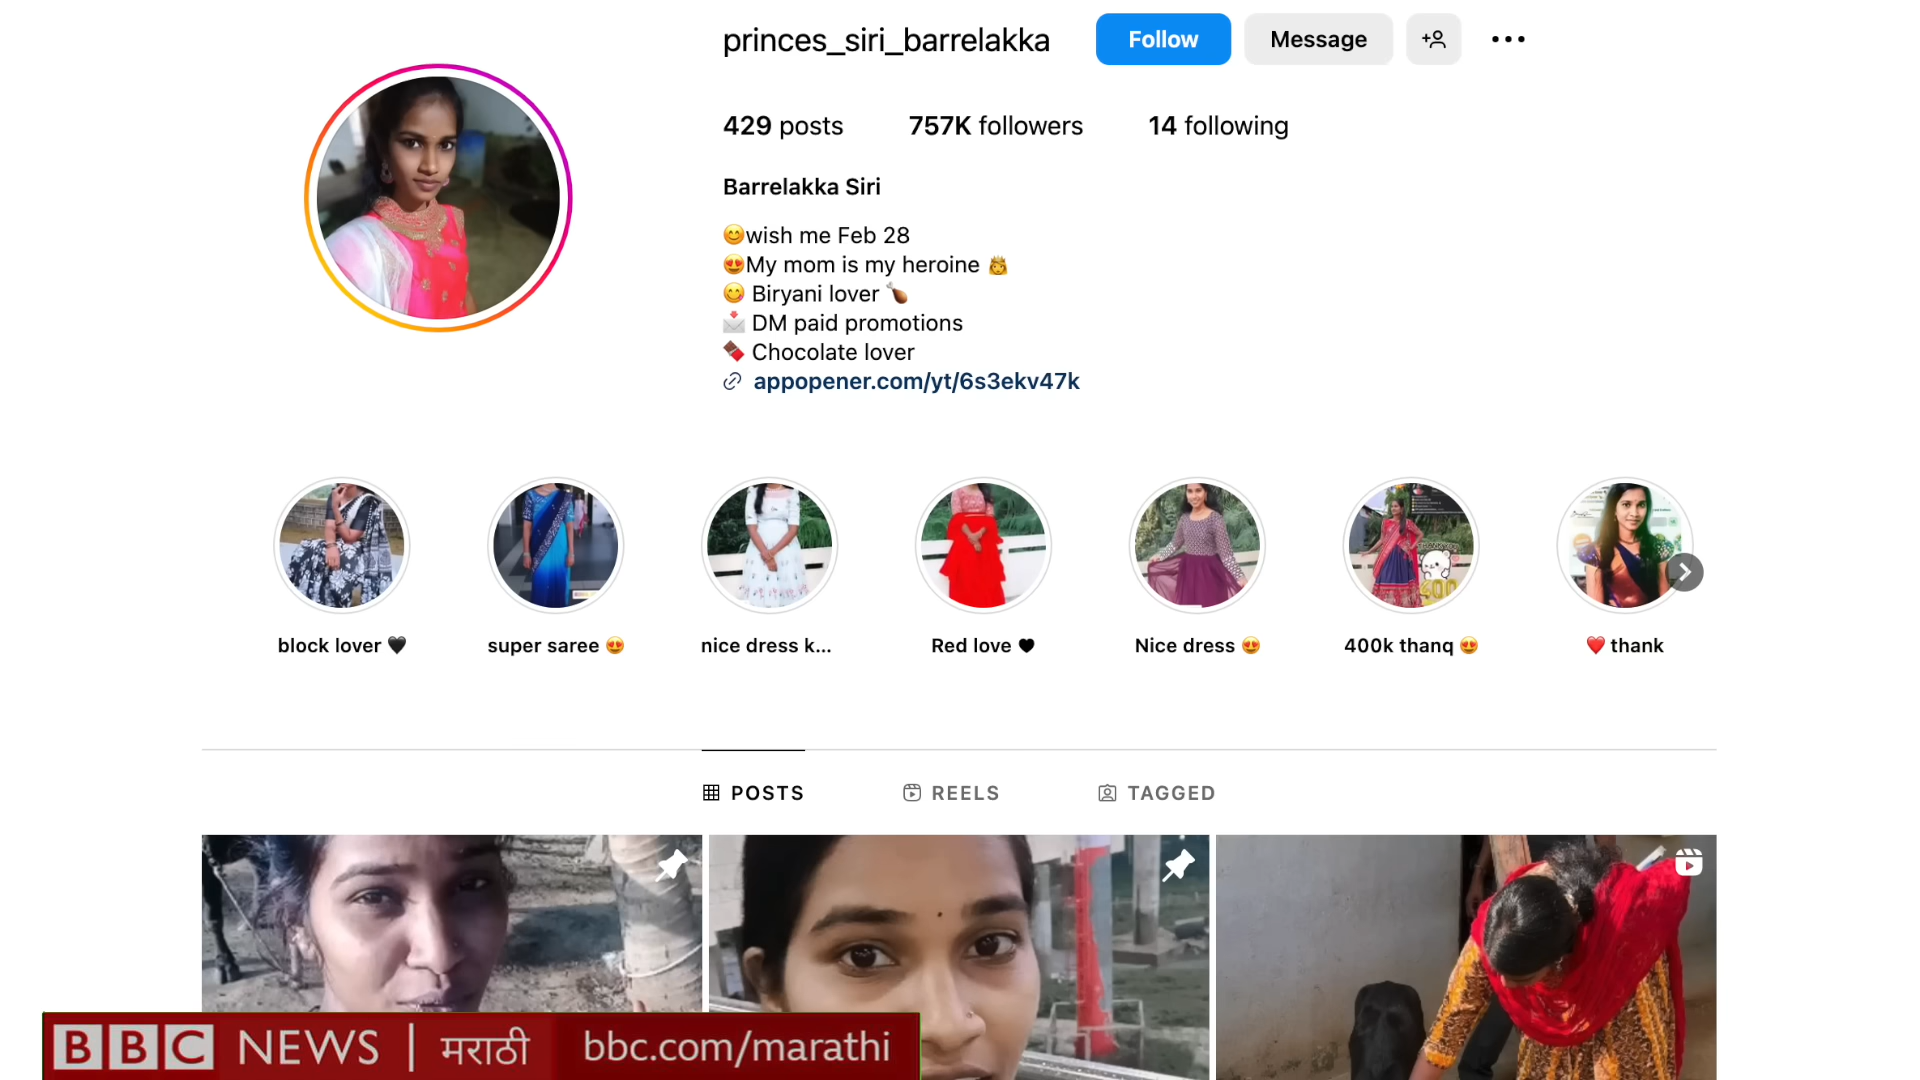 princes_siri_barrelakka
Follow
Message
429 posts
757K followers
14 following
Barrelakka Siri
😊wish me Feb 28
😍My mom is my heroine 👸
😋 Biryani lover 🍗
📩 DM paid promotions
🍫 Chocolate lover
appopener.com/yt/6s3ekv47k
block lover 🖤
super saree 😍
nice dress k...
Red love 🖤
Nice dress 😍
400k thanq 😍
❤️ thank
POSTS
REELS
TAGGED
BBC NEWS | मराठी bbc.com/marathi